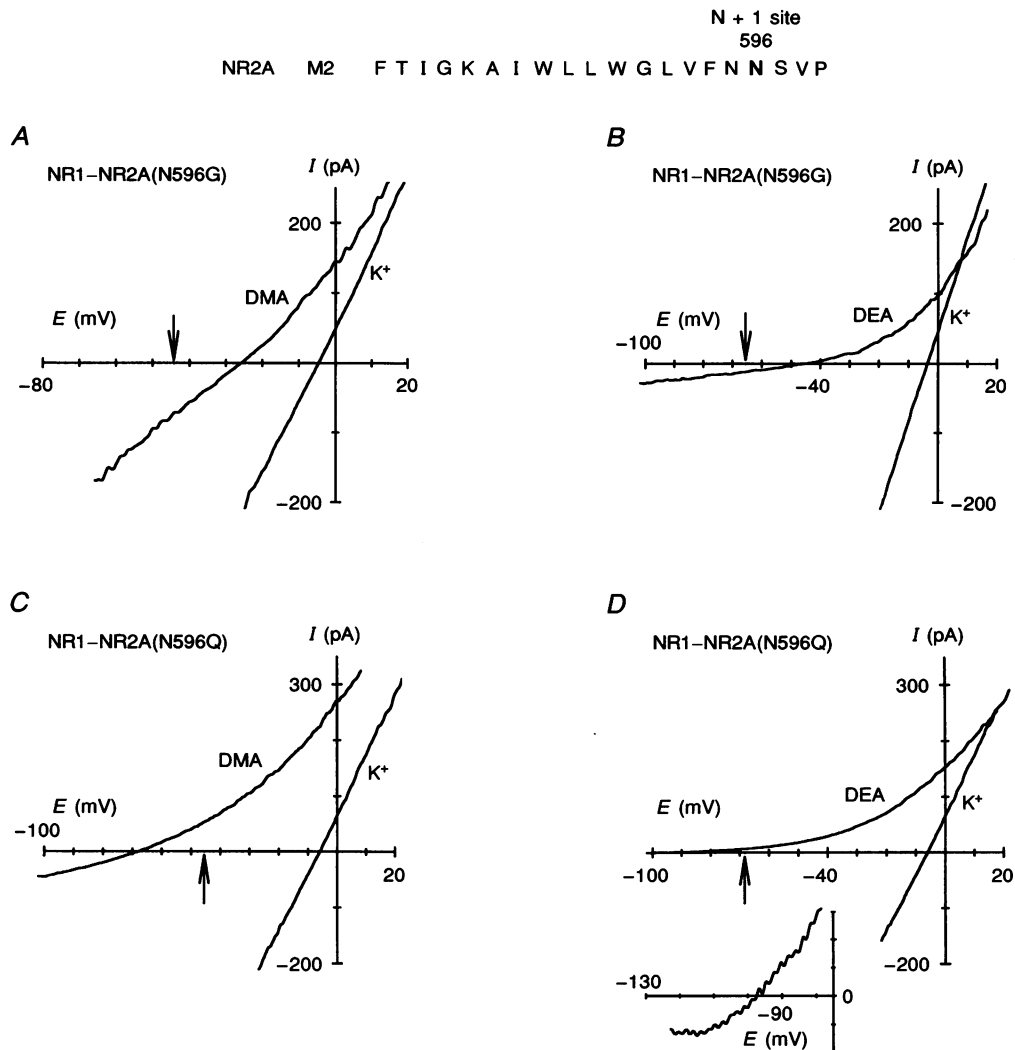 N + 1 site
596
NR2A M2 F T I G K A I W L L W G L V F N N S V P
A
NR1–NR2A(N596G)
I (pA)
200
K+
DMA
E (mV)
−80
20
−200
B
NR1–NR2A(N596G)
I (pA)
200
DEA
K+
E (mV)
−100
−40
20
−200
C
NR1–NR2A(N596Q)
I (pA)
300
DMA
K+
E (mV)
−100
20
−200
D
NR1–NR2A(N596Q)
I (pA)
300
DEA
K+
E (mV)
−100
−40
20
−200
−130
0
−90
E (mV)